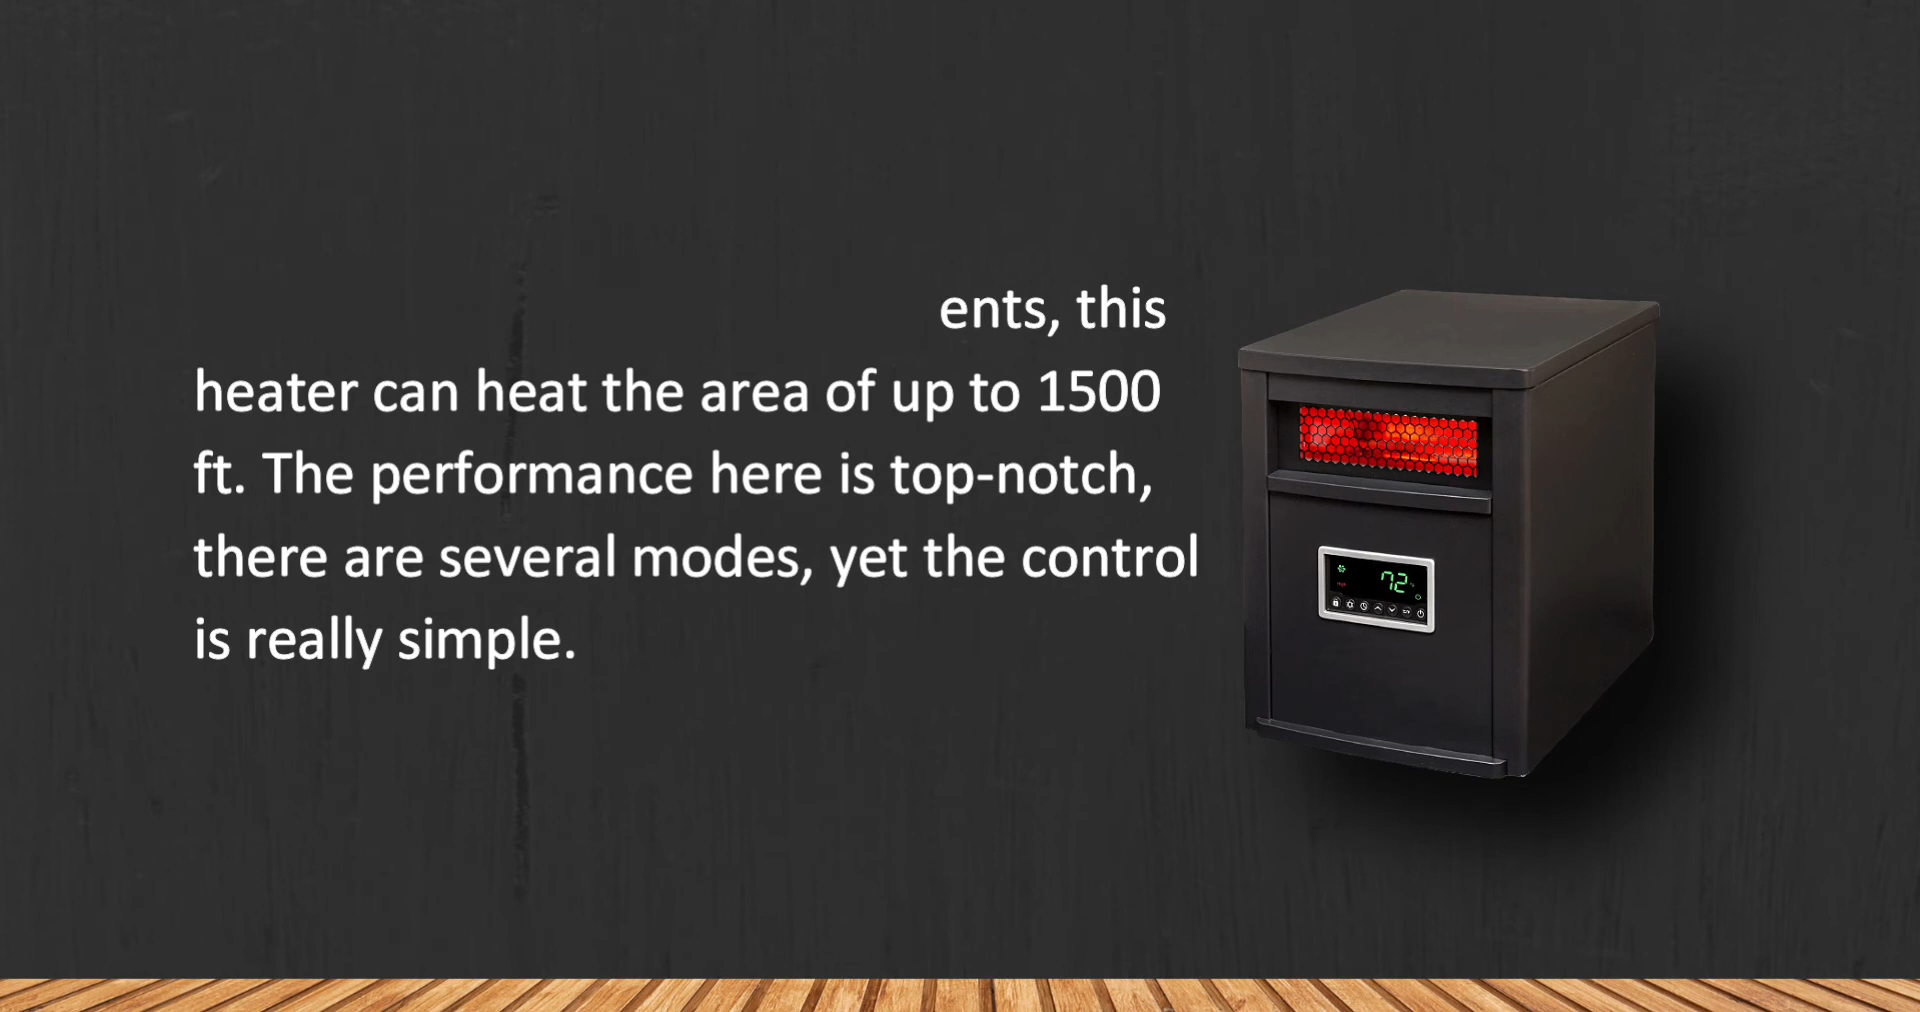 ents, this
heater can heat the area of up to 1500
ft. The performance here is top-notch,
there are several modes, yet the control
is really simple.
72